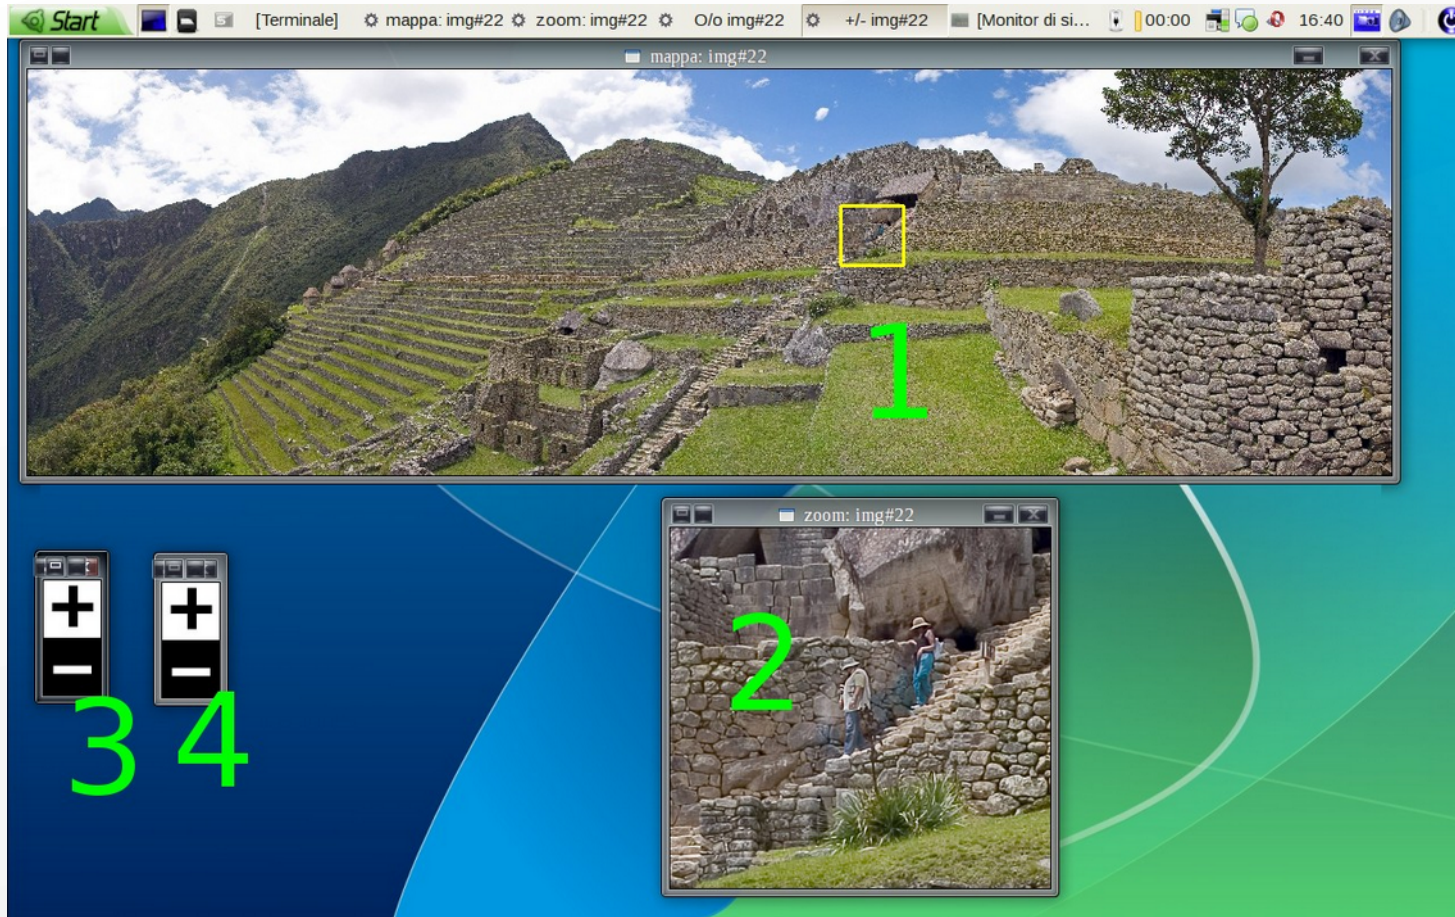 Start [Terminale] mappa: img#22 zoom: img#22 O/o img#22 +/- img#22 [Monitor di si... 00:00 16:40
mappa: img#22
1
zoom: img#22
2
+ +
– –
3 4